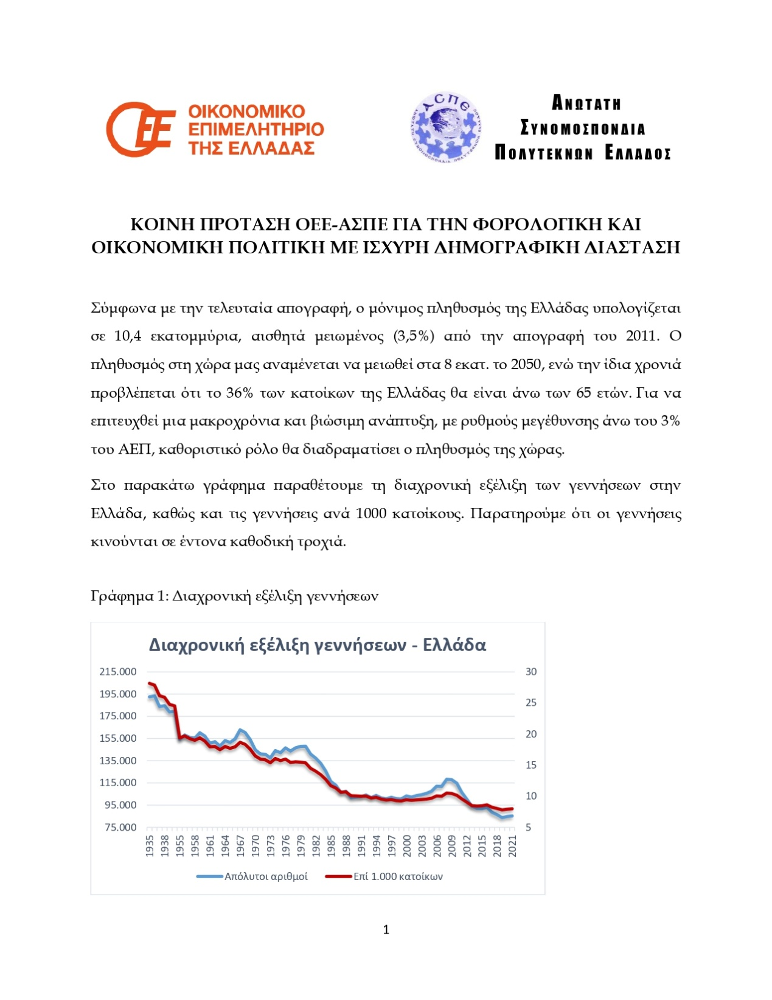 ΟΙΚΟΝΟΜΙΚΟ
ΕΠΙΜΕΛΗΤΗΡΙΟ
ΤΗΣ ΕΛΛΑΔΑΣ
ΑΣΠΕ
ΑΝΩΤΑΤΗ ΣΥΝΟΜΟΣΠΟΝΔΙΑ ΠΟΛΥΤΕΚΝΩΝ ΕΛΛΑΔΟΣ
ΑΝΩΤΑΤΗ
ΣΥΝΟΜΟΣΠΟΝΔΙΑ
ΠΟΛΥΤΕΚΝΩΝ ΕΛΛΑΔΟΣ
ΚΟΙΝΗ ΠΡΟΤΑΣΗ ΟΕΕ-ΑΣΠΕ ΓΙΑ ΤΗΝ ΦΟΡΟΛΟΓΙΚΗ ΚΑΙ
ΟΙΚΟΝΟΜΙΚΗ ΠΟΛΙΤΙΚΗ ΜΕ ΙΣΧΥΡΗ ΔΗΜΟΓΡΑΦΙΚΗ ΔΙΑΣΤΑΣΗ
Σύμφωνα με την τελευταία απογραφή, ο μόνιμος πληθυσμός της Ελλάδας υπολογίζεται
σε 10,4 εκατομμύρια, αισθητά μειωμένος (3,5%) από την απογραφή του 2011. Ο
πληθυσμός στη χώρα μας αναμένεται να μειωθεί στα 8 εκατ. το 2050, ενώ την ίδια χρονιά
προβλέπεται ότι το 36% των κατοίκων της Ελλάδας θα είναι άνω των 65 ετών. Για να
επιτευχθεί μια μακροχρόνια και βιώσιμη ανάπτυξη, με ρυθμούς μεγέθυνσης άνω του 3%
του ΑΕΠ, καθοριστικό ρόλο θα διαδραματίσει ο πληθυσμός της χώρας.
Στο παρακάτω γράφημα παραθέτουμε τη διαχρονική εξέλιξη των γεννήσεων στην
Ελλάδα, καθώς και τις γεννήσεις ανά 1000 κατοίκους. Παρατηρούμε ότι οι γεννήσεις
κινούνται σε έντονα καθοδική τροχιά.
Γράφημα 1: Διαχρονική εξέλιξη γεννήσεων
Διαχρονική εξέλιξη γεννήσεων - Ελλάδα
215.000 30
195.000 25
175.000
155.000 20
135.000 15
115.000
95.000 10
75.000 5
1935 1938 1955 1958 1961 1964 1967 1970 1973 1976 1979 1982 1985 1988 1991 1994 1997 2000 2003 2006 2009 2012 2015 2018 2021
Απόλυτοι αριθμοί Επί 1.000 κατοίκων
1